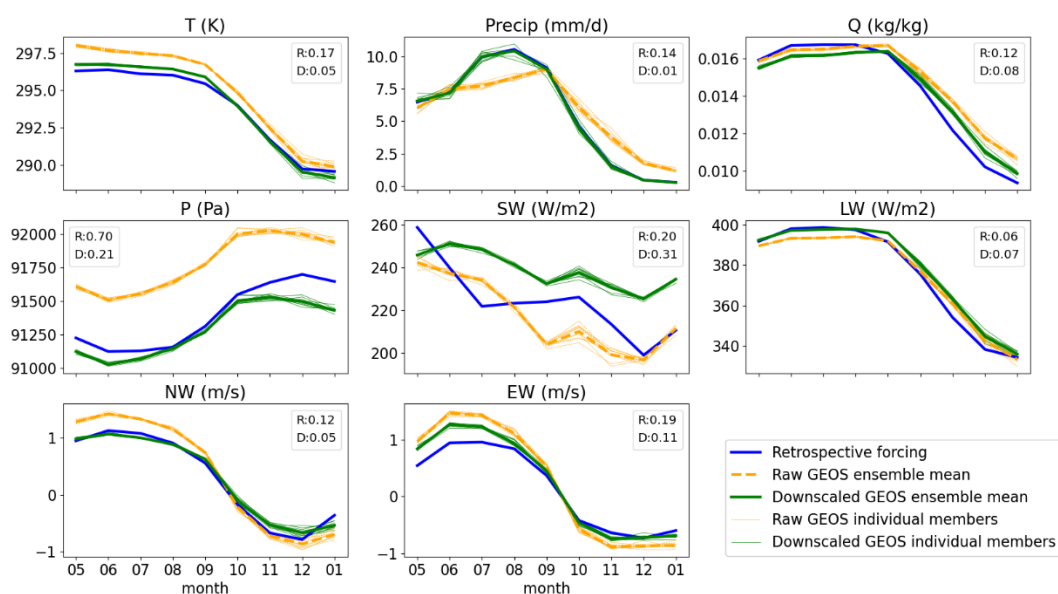 T (K)
R:0.17
D:0.05
297.5
295.0
292.5
290.0
Precip (mm/d)
R:0.14
D:0.01
10.0
7.5
5.0
2.5
0.0
Q (kg/kg)
R:0.12
D:0.08
0.016
0.014
0.012
0.010
P (Pa)
R:0.70
D:0.21
92000
91750
91500
91250
91000
SW (W/m2)
R:0.20
D:0.31
260
240
220
200
LW (W/m2)
R:0.06
D:0.07
400
380
360
340
NW (m/s)
R:0.12
D:0.05
1
0
−1
05 06 07 08 09 10 11 12 01
month
EW (m/s)
R:0.19
D:0.11
1
0
−1
05 06 07 08 09 10 11 12 01
month
Retrospective forcing
Raw GEOS ensemble mean
Downscaled GEOS ensemble mean
Raw GEOS individual members
Downscaled GEOS individual members